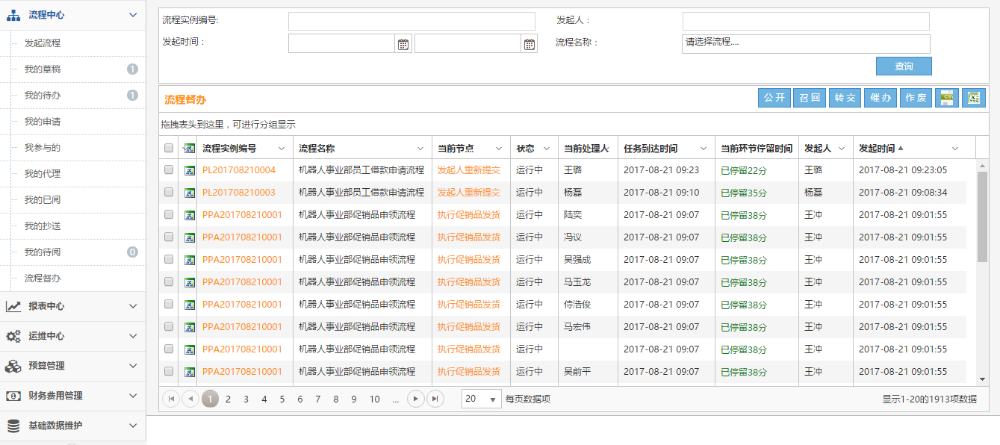 流程中心
发起流程
我的草稿 1
我的待办 1
我的申请
我参与的
我的代理
我的已阅
我的抄送
我的待阅 0
流程督办
报表中心
运维中心
预算管理
财务费用管理
基础数据维护
流程实例编号: 发起人：
发起时间： 流程名称： 请选择流程....
查询
流程督办 公开 召回 转交 催办 作废
拖拽表头到这里，可进行分组显示
流程实例编号 流程名称 当前节点 状态 当前处理人 任务到达时间 当前环节停留时间 发起人 发起时间
PL201708210004 机器人事业部员工借款申请流程 发起人重新提交 运行中 王璐 2017-08-21 09:23 已停留22分 王璐 2017-08-21 09:23:05
PL201708210003 机器人事业部员工借款申请流程 发起人重新提交 运行中 杨磊 2017-08-21 09:10 已停留35分 杨磊 2017-08-21 09:08:34
PPA201708210001 机器人事业部促销品申领流程 执行促销品发货 运行中 陆奕 2017-08-21 09:07 已停留38分 王冲 2017-08-21 09:01:55
PPA201708210001 机器人事业部促销品申领流程 执行促销品发货 运行中 冯议 2017-08-21 09:07 已停留38分 王冲 2017-08-21 09:01:55
PPA201708210001 机器人事业部促销品申领流程 执行促销品发货 运行中 吴强成 2017-08-21 09:07 已停留38分 王冲 2017-08-21 09:01:55
PPA201708210001 机器人事业部促销品申领流程 执行促销品发货 运行中 马玉龙 2017-08-21 09:07 已停留38分 王冲 2017-08-21 09:01:55
PPA201708210001 机器人事业部促销品申领流程 执行促销品发货 运行中 侍浩俊 2017-08-21 09:07 已停留38分 王冲 2017-08-21 09:01:55
PPA201708210001 机器人事业部促销品申领流程 执行促销品发货 运行中 马宏伟 2017-08-21 09:07 已停留38分 王冲 2017-08-21 09:01:55
PPA201708210001 机器人事业部促销品申领流程 执行促销品发货 运行中 2017-08-21 09:07 已停留38分 王冲 2017-08-21 09:01:55
PPA201708210001 机器人事业部促销品申领流程 执行促销品发货 运行中 吴前平 2017-08-21 09:07 已停留38分 王冲 2017-08-21 09:01:55
1 2 3 4 5 6 7 8 9 10 ... 20 每页数据项 显示1-20的1913项数据